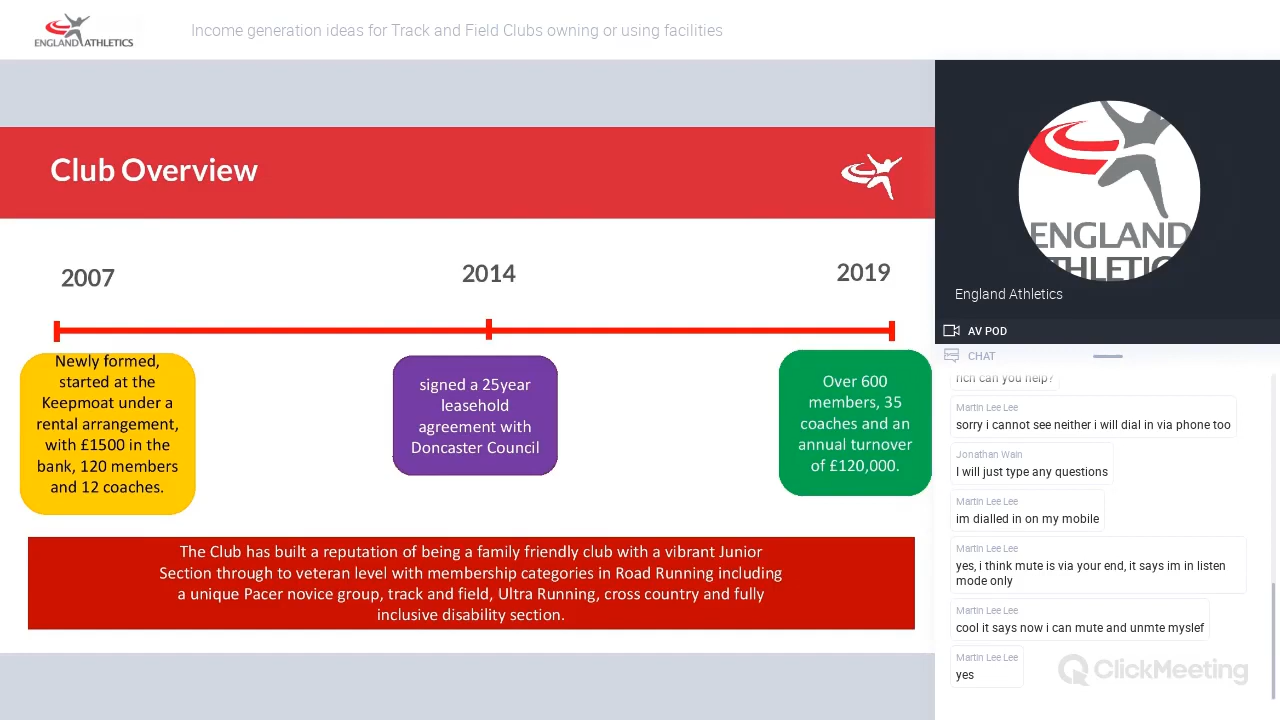 ENGLAND ATHLETICS
Income generation ideas for Track and Field Clubs owning or using facilities
Club Overview
2007
2014
2019
Newly formed,
started at the
Keepmoat under a
rental arrangement,
with £1500 in the
bank, 120 members
and 12 coaches.
signed a 25year
leasehold
agreement with
Doncaster Council
Over 600
members, 35
coaches and an
annual turnover
of £120,000.
The Club has built a reputation of being a family friendly club with a vibrant Junior
Section through to veteran level with membership categories in Road Running including
a unique Pacer novice group, track and field, Ultra Running, cross country and fully
inclusive disability section.
ENGLAND
ATHLETIC
England Athletics
AV POD
CHAT
rich can you help?
Martin Lee Lee
sorry i cannot see neither i will dial in via phone too
Jonathan Wain
I will just type any questions
Martin Lee Lee
im dialled in on my mobile
Martin Lee Lee
yes, i think mute is via your end, it says im in listen
mode only
Martin Lee Lee
cool it says now i can mute and unmte myslef
Martin Lee Lee
yes
ClickMeeting